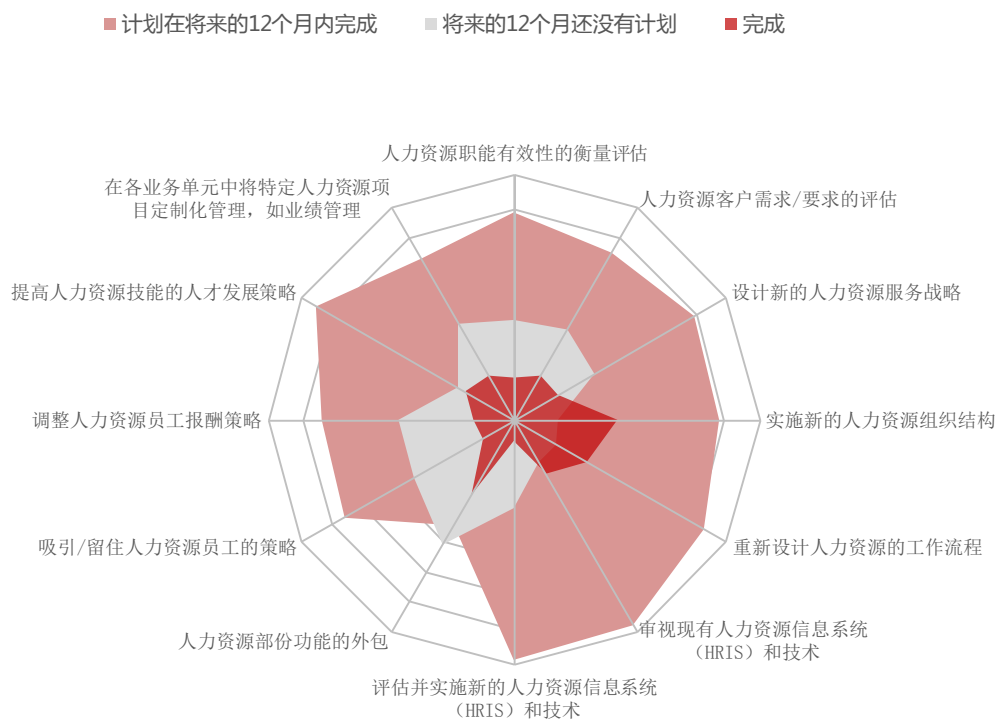 计划在将来的12个月内完成
将来的12个月还没有计划
完成
人力资源职能有效性的衡量评估
在各业务单元中将特定人力资源项
目定制化管理，如业绩管理
人力资源客户需求/要求的评估
提高人力资源技能的人才发展策略
设计新的人力资源服务战略
调整人力资源员工报酬策略
实施新的人力资源组织结构
吸引/留住人力资源员工的策略
重新设计人力资源的工作流程
人力资源部份功能的外包
审视现有人力资源信息系统
（HRIS）和技术
评估并实施新的人力资源信息系统
（HRIS）和技术